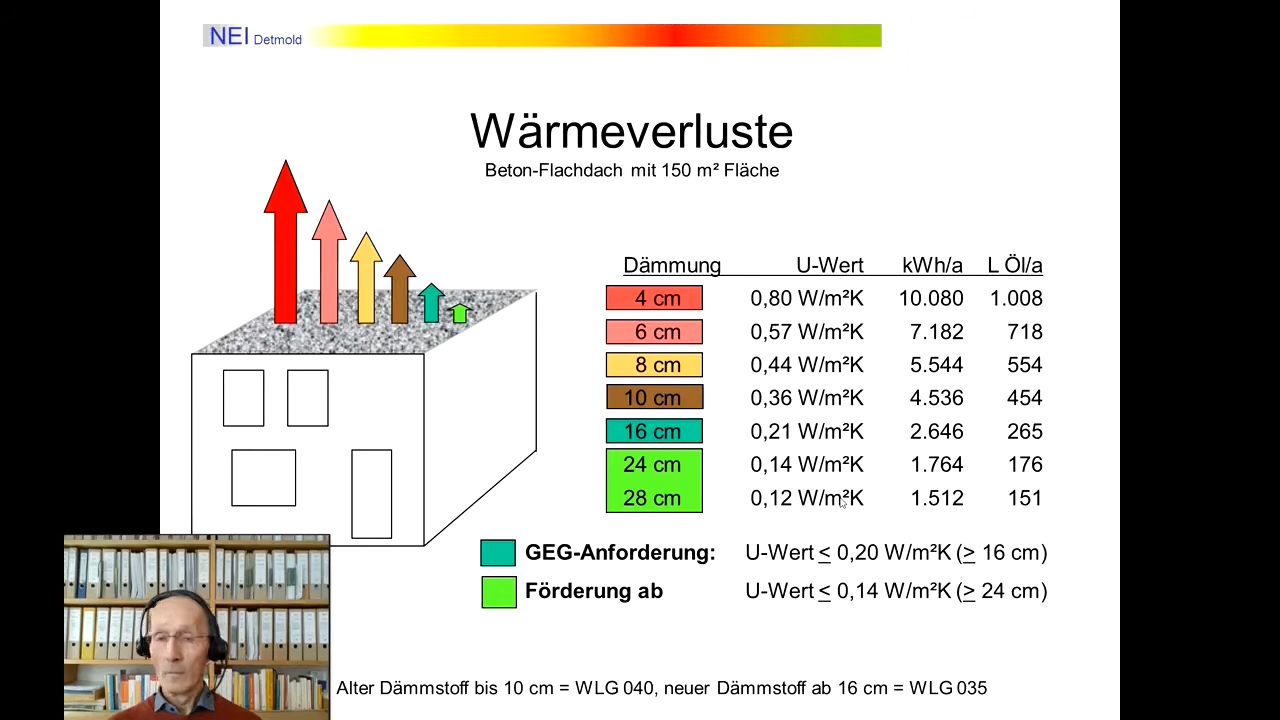 NEI Detmold
Wärmeverluste
Beton-Flachdach mit 150 m² Fläche
Dämmung U-Wert kWh/a L Öl/a
4 cm 0,80 W/m²K 10.080 1.008
6 cm 0,57 W/m²K 7.182 718
8 cm 0,44 W/m²K 5.544 554
10 cm 0,36 W/m²K 4.536 454
16 cm 0,21 W/m²K 2.646 265
24 cm 0,14 W/m²K 1.764 176
28 cm 0,12 W/m²K 1.512 151
GEG-Anforderung: U-Wert ≤ 0,20 W/m²K (≥ 16 cm)
Förderung ab U-Wert ≤ 0,14 W/m²K (≥ 24 cm)
Alter Dämmstoff bis 10 cm = WLG 040, neuer Dämmstoff ab 16 cm = WLG 035